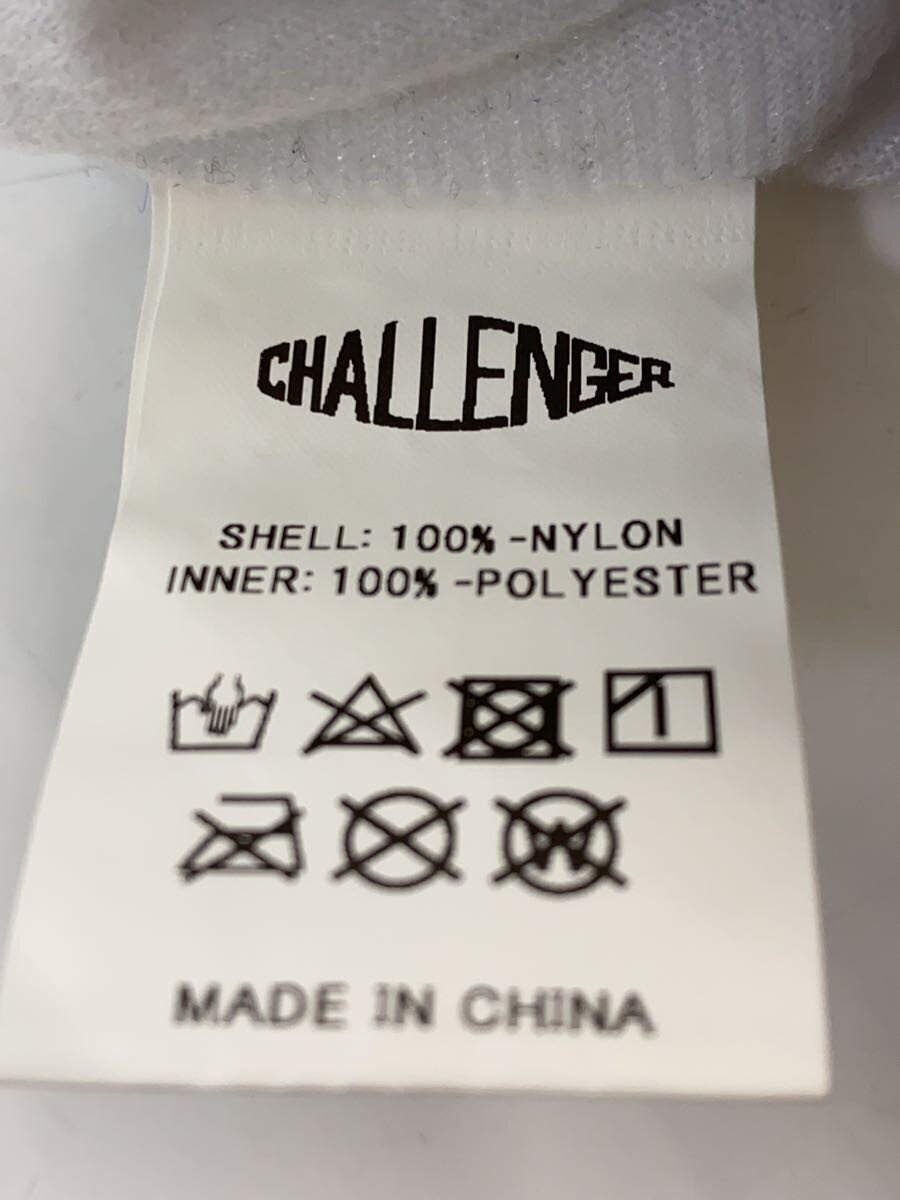 CHALLENGER
SHELL: 100% -NYLON
INNER: 100% -POLYESTER
W
MADE IN CHINA